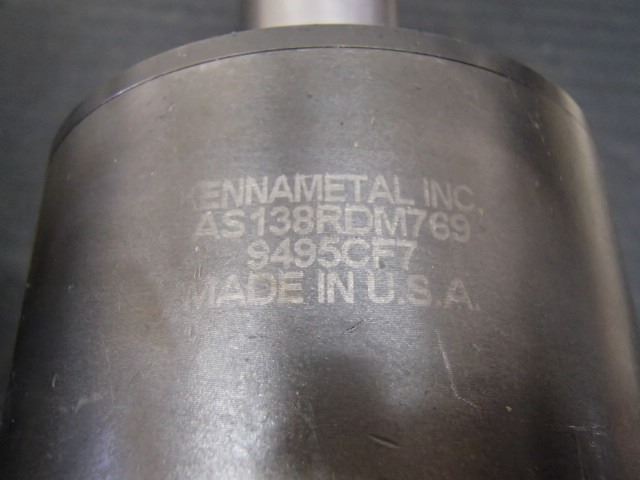 KENNAMETAL INC.
AS138RDM769
9495CF7
MADE IN U.S.A.